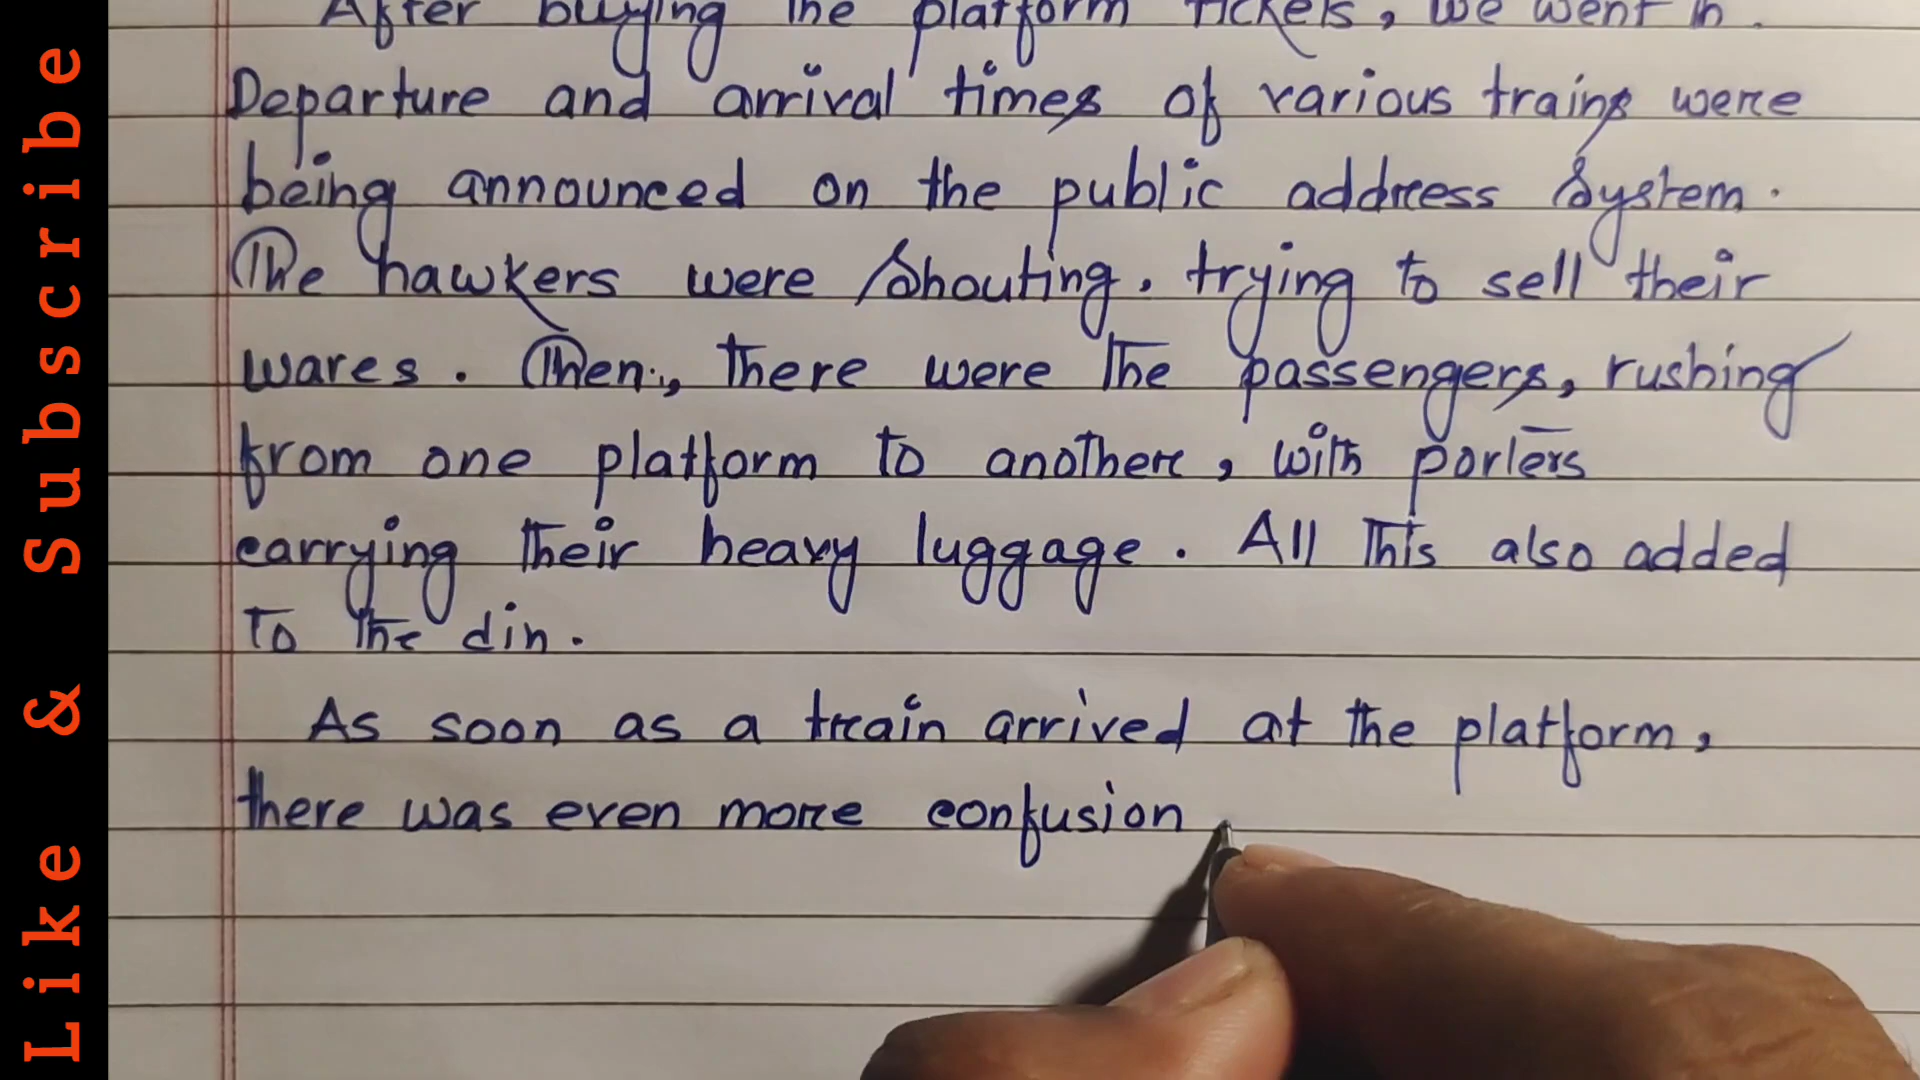 Like & Subscribe
After buying the platform tickets, we went in.
Departure and arrival times of various trains were
being announced on the public address system.
The hawkers were shouting. trying to sell their
wares. Then., there were the passengers, rushing
from one platform to another, with porters
carrying their heavy luggage. All this also added
to the din.
As soon as a train arrived at the platform,
there was even more confusion